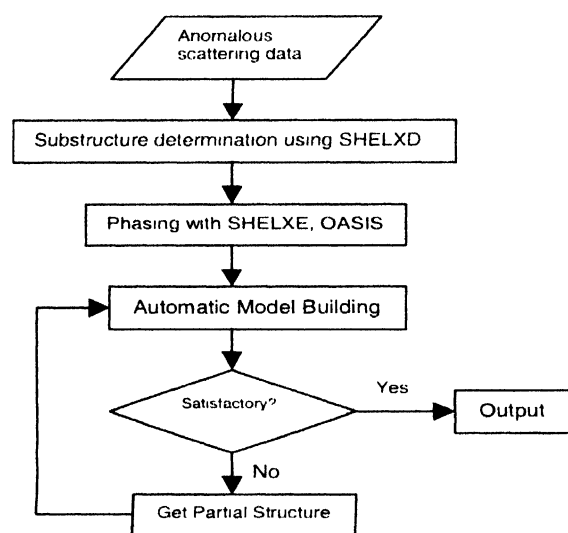 Anomalous
scattering data
Substructure determination using SHELXD
Phasing with SHELXE, OASIS
Automatic Model Building
Satisfactory?
Yes
Output
No
Get Partial Structure